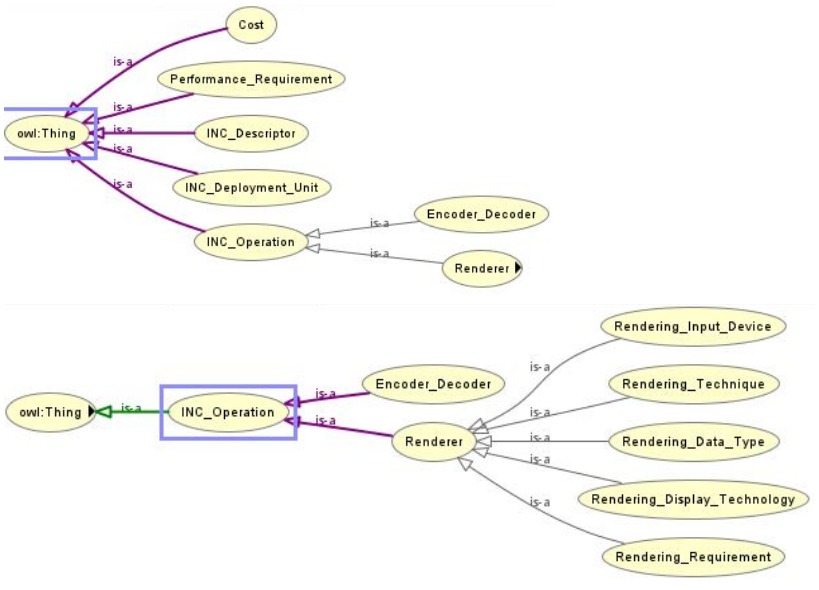 Cost
is-a
Performance_Requirement
is-a
owl:Thing
is-a
INC_Descriptor
is-a
INC_Deployment_Unit
is-a
INC_Operation
is-a
Encoder_Decoder
is-a
Renderer
Rendering_Input_Device
is-a
Encoder_Decoder
Rendering_Technique
is-a
is-a
owl:Thing
is-a
INC_Operation
is-a
Renderer
is-a
Rendering_Data_Type
is-a
Rendering_Display_Technology
is-a
Rendering_Requirement